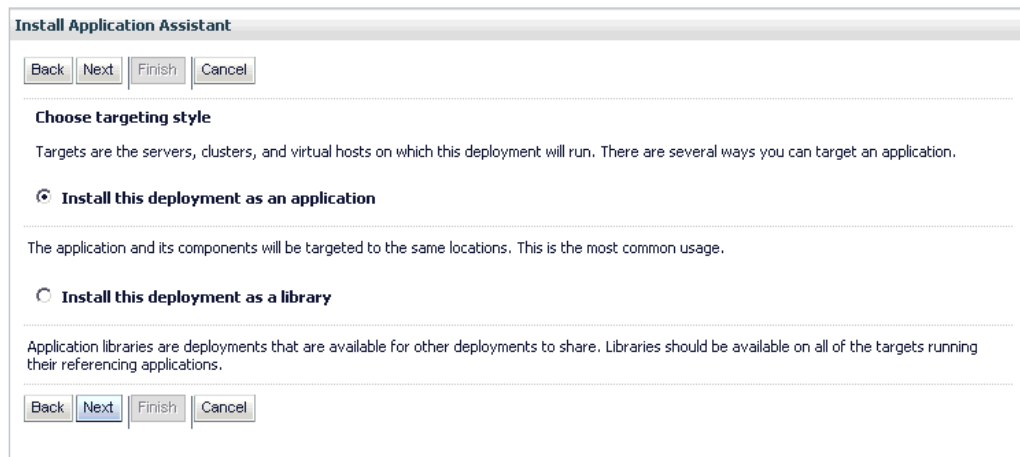 Install Application Assistant
Back Next Finish Cancel
Choose targeting style
Targets are the servers, clusters, and virtual hosts on which this deployment will run. There are several ways you can target an application.
Install this deployment as an application
The application and its components will be targeted to the same locations. This is the most common usage.
Install this deployment as a library
Application libraries are deployments that are available for other deployments to share. Libraries should be available on all of the targets running
their referencing applications.
Back Next Finish Cancel